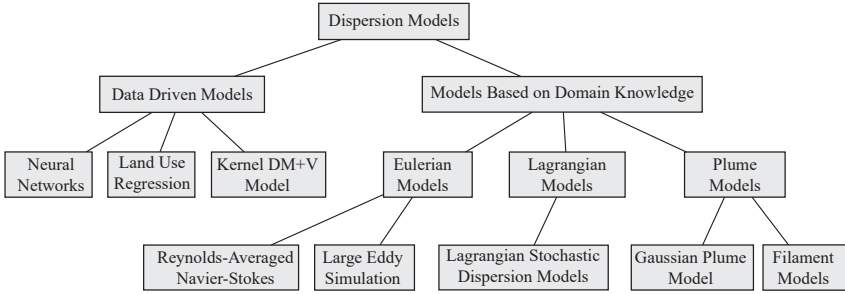 Dispersion Models
Data Driven Models
Models Based on Domain Knowledge
Neural
Networks
Land Use
Regression
Kernel DM+V
Model
Eulerian
Models
Lagrangian
Models
Plume
Models
Reynolds-Averaged
Navier-Stokes
Large Eddy
Simulation
Lagrangian Stochastic
Dispersion Models
Gaussian Plume
Model
Filament
Models